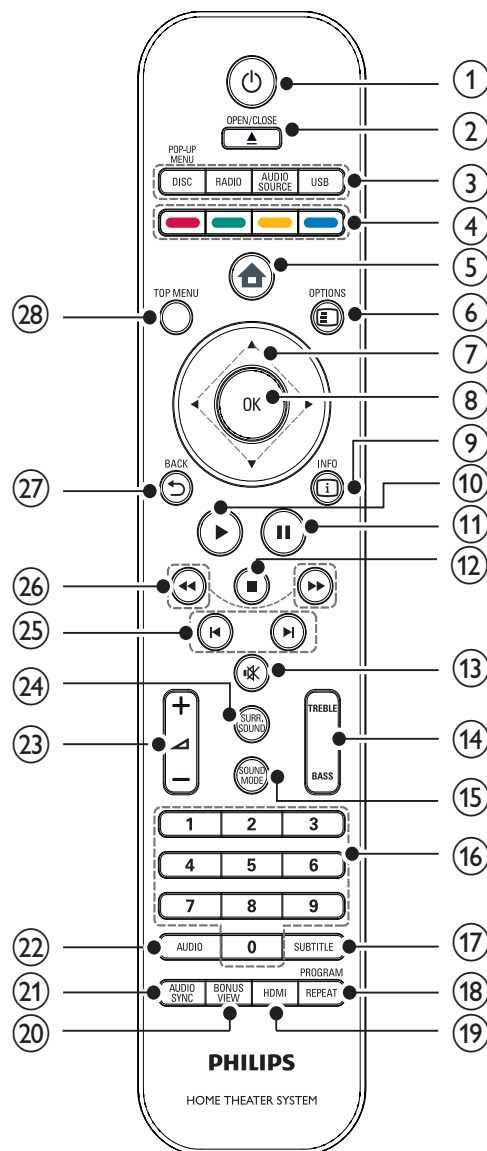 1
OPEN/CLOSE
2
POP-UP
MENU
DISC
RADIO
AUDIO
SOURCE
USB
3
4
5
TOP MENU
28
OPTIONS
6
7
OK
8
9
BACK
INFO
27
i
10
11
12
26
25
13
24
SURR.
SOUND
TREBLE
23
14
BASS
SOUND
MODE
15
1
2
3
16
4
5
6
7
8
9
22
AUDIO
0
SUBTITLE
17
PROGRAM
21
AUDIO
SYNC
BONUS
VIEW
HDMI
REPEAT
18
20
19
PHILIPS
HOME THEATER SYSTEM